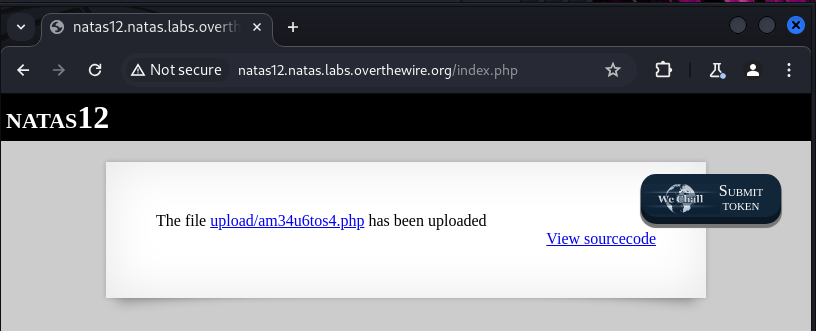 natas12.natas.labs.overth
Not secure natas12.natas.labs.overthewire.org/index.php
NATAS12
We Chall SUBMIT TOKEN
The file upload/am34u6tos4.php has been uploaded
View sourcecode